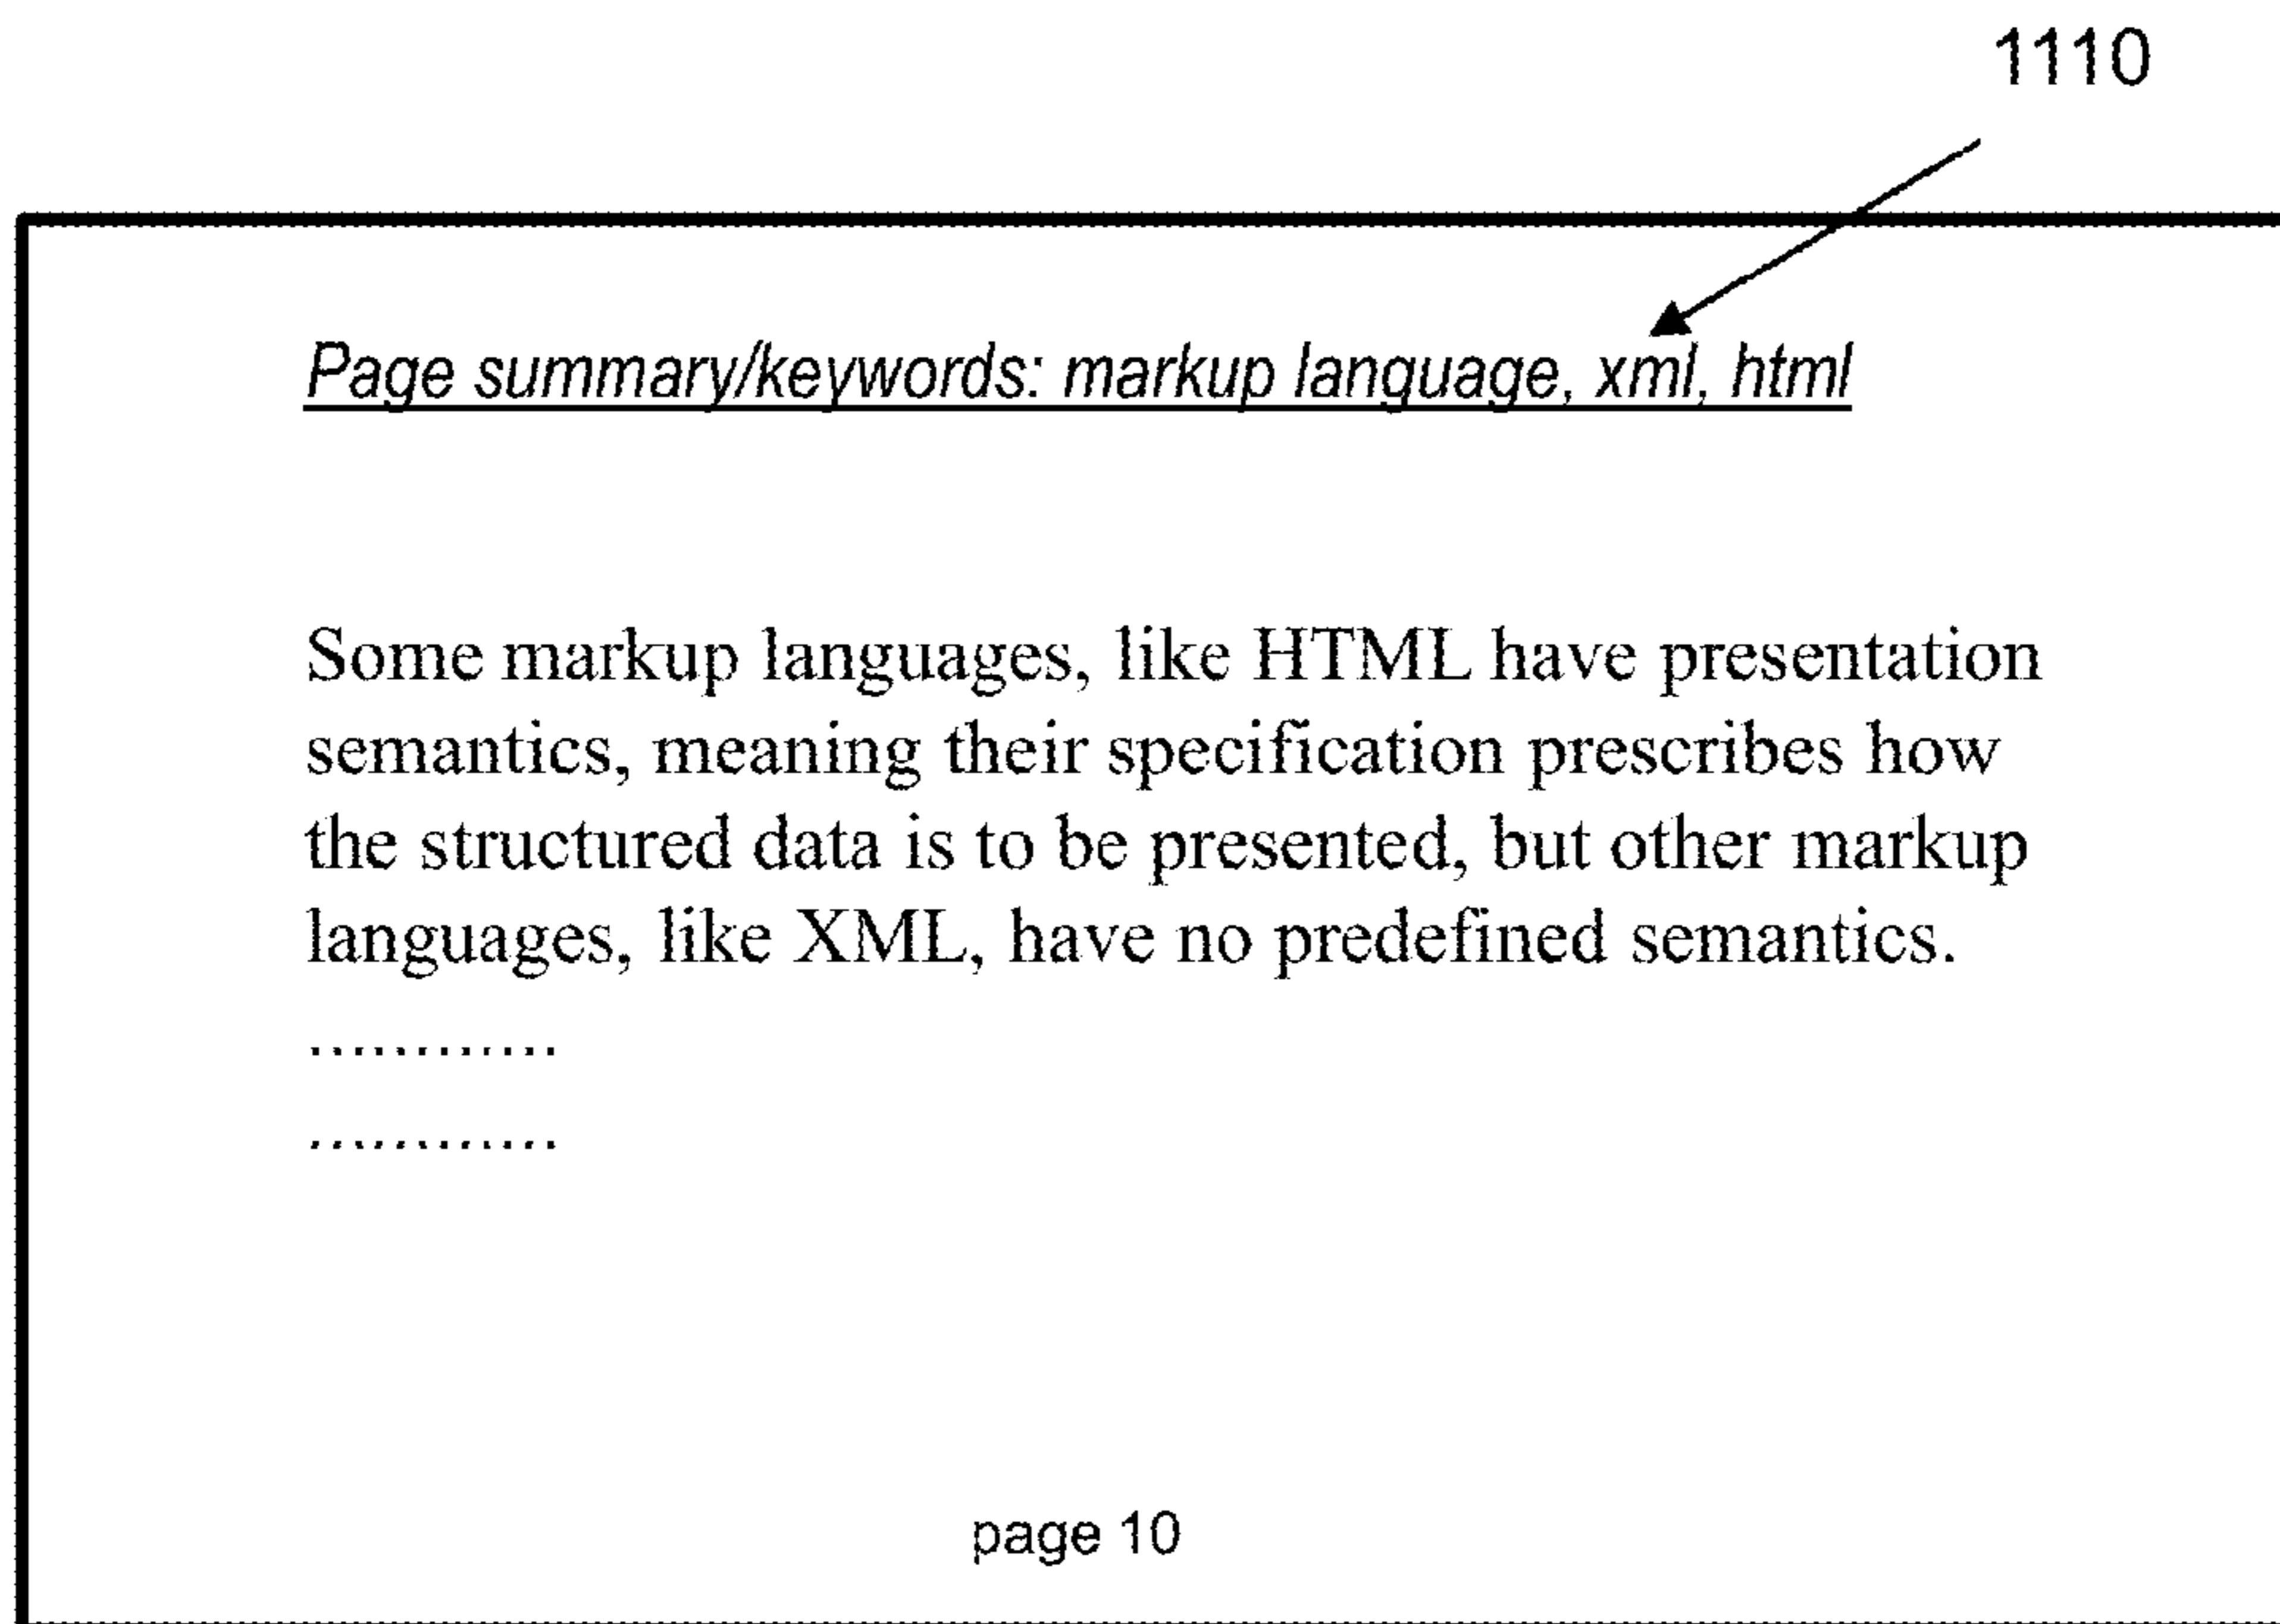 1110
Page summary/keywords: markup language, xml, html
Some markup languages, like HTML have presentation
semantics, meaning their specification prescribes how
the structured data is to be presented, but other markup
languages, like XML, have no predefined semantics.
............
............
page 10